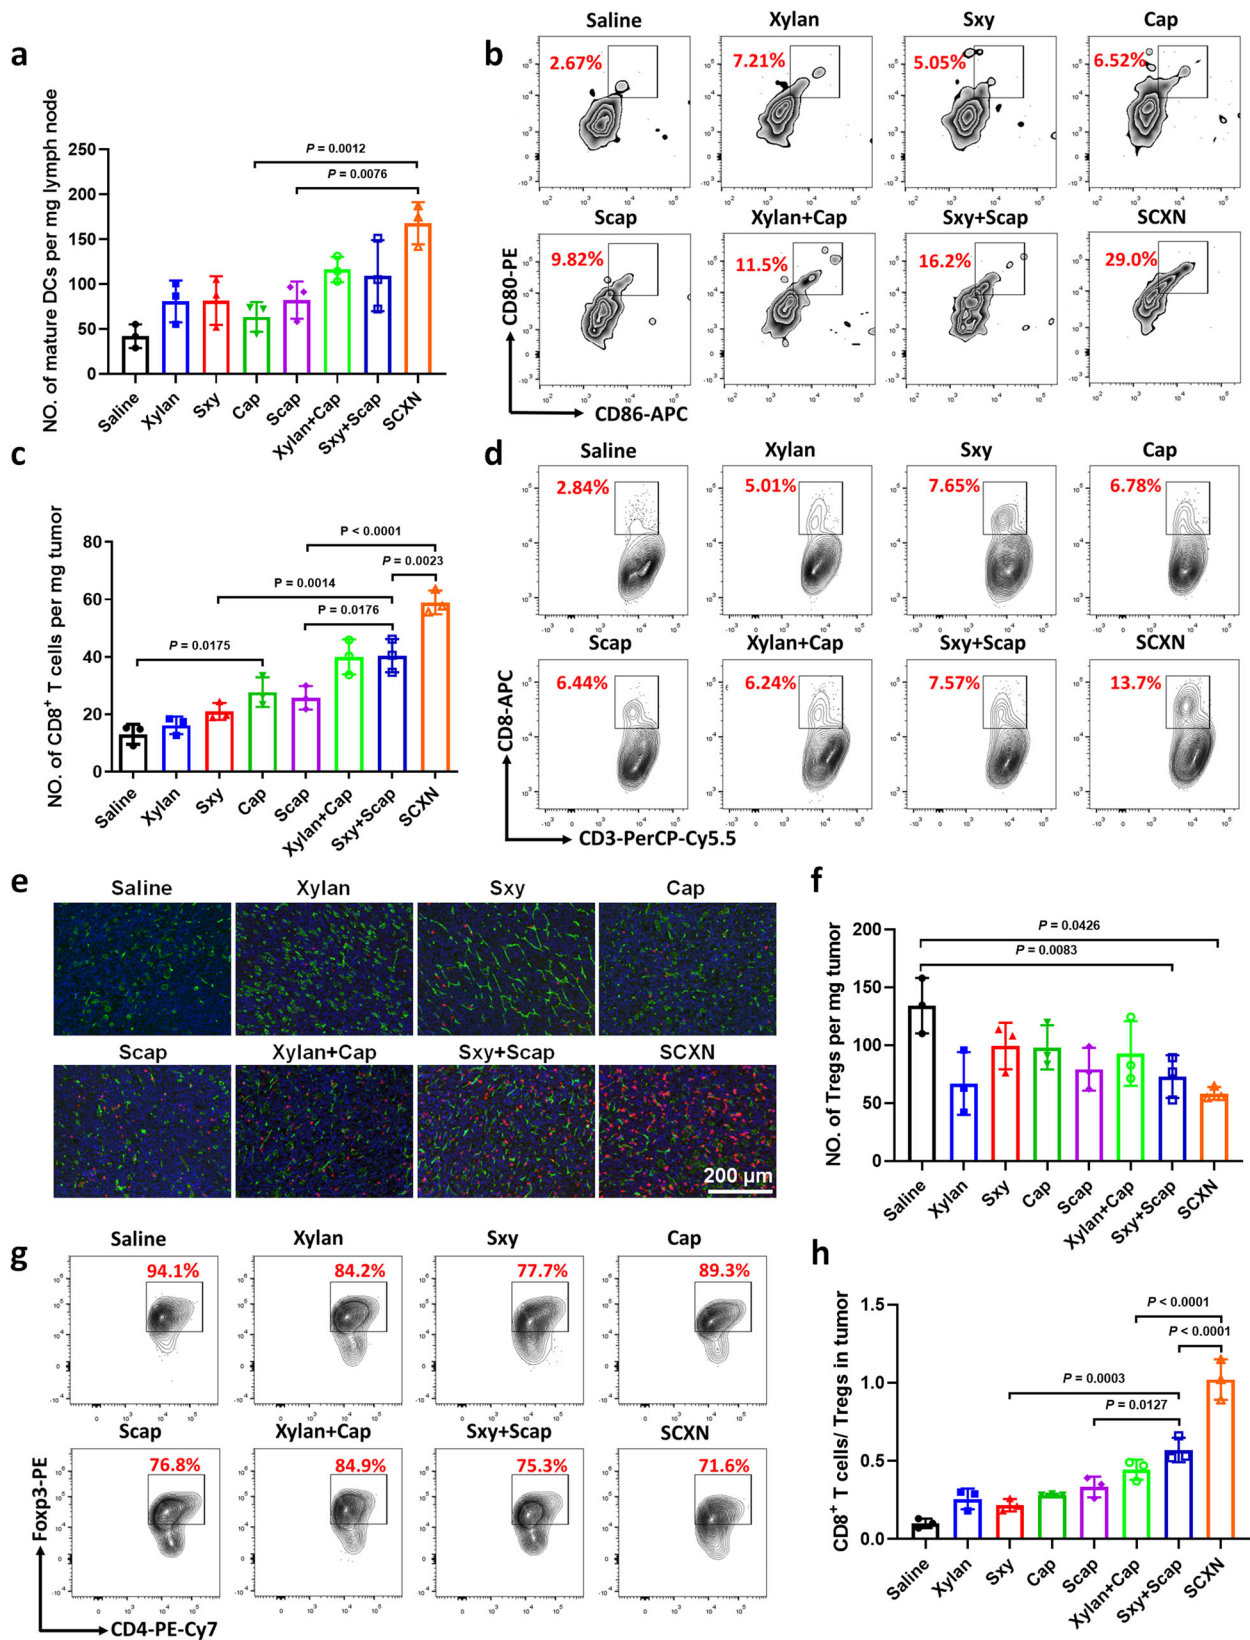 a
NO. of mature DCs per mg lymph node
250
200
150
100
50
0
P = 0.0012
P = 0.0076
Saline
Xylan
Sxy
Cap
Scap
Xylan+Cap
Sxy+Scap
SCXN
b
Saline Xylan Sxy Cap
2.67% 7.21% 5.05% 6.52%
Scap Xylan+Cap Sxy+Scap SCXN
9.82% 11.5% 16.2% 29.0%
CD80-PE
CD86-APC
c
NO. of CD8+ T cells per mg tumor
80
60
40
20
0
P < 0.0001
P = 0.0023
P = 0.0014
P = 0.0176
P = 0.0175
Saline
Xylan
Sxy
Cap
Scap
Xylan+Cap
Sxy+Scap
SCXN
d
Saline Xylan Sxy Cap
2.84% 5.01% 7.65% 6.78%
Scap Xylan+Cap Sxy+Scap SCXN
6.44% 6.24% 7.57% 13.7%
CD8-APC
CD3-PerCP-Cy5.5
e
Saline Xylan Sxy Cap
Scap Xylan+Cap Sxy+Scap SCXN
200 µm
f
NO. of Tregs per mg tumor
200
150
100
50
0
P = 0.0426
P = 0.0083
Saline
Xylan
Sxy
Cap
Scap
Xylan+Cap
Sxy+Scap
SCXN
g
Saline Xylan Sxy Cap
94.1% 84.2% 77.7% 89.3%
Scap Xylan+Cap Sxy+Scap SCXN
76.8% 84.9% 75.3% 71.6%
Foxp3-PE
CD4-PE-Cy7
h
CD8+ T cells/ Tregs in tumor
1.5
1.0
0.5
0.0
P < 0.0001
P < 0.0001
P = 0.0003
P = 0.0127
Saline
Xylan
Sxy
Cap
Scap
Xylan+Cap
Sxy+Scap
SCXN